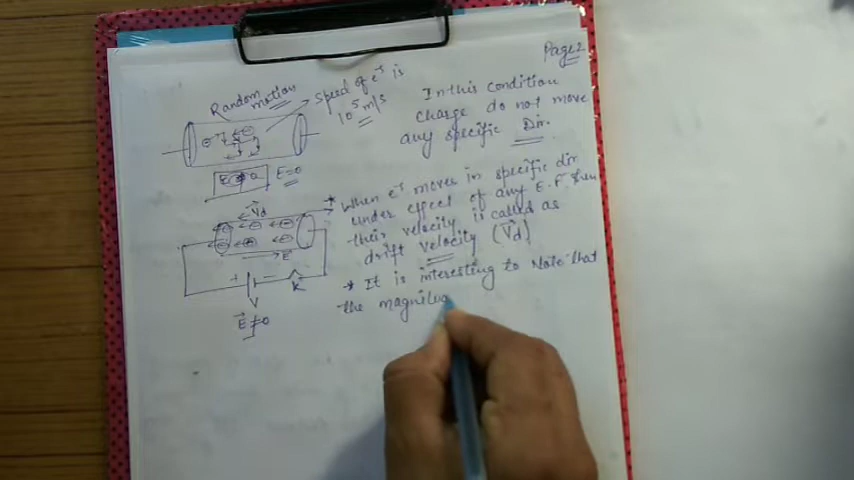 Page2
Random motion
Speed of e⁻s is
10⁵ m/s
In this condition
charge do not move
any specific Dir.
E=0
V⃗d
* When e⁻s moves in specific dir
under effect of any E.F. then
their velocity is called as
drift velocity (V⃗d)
E⃗
+ −
K
V
E⃗≠0
* It is interesting to Note that
the magnitu